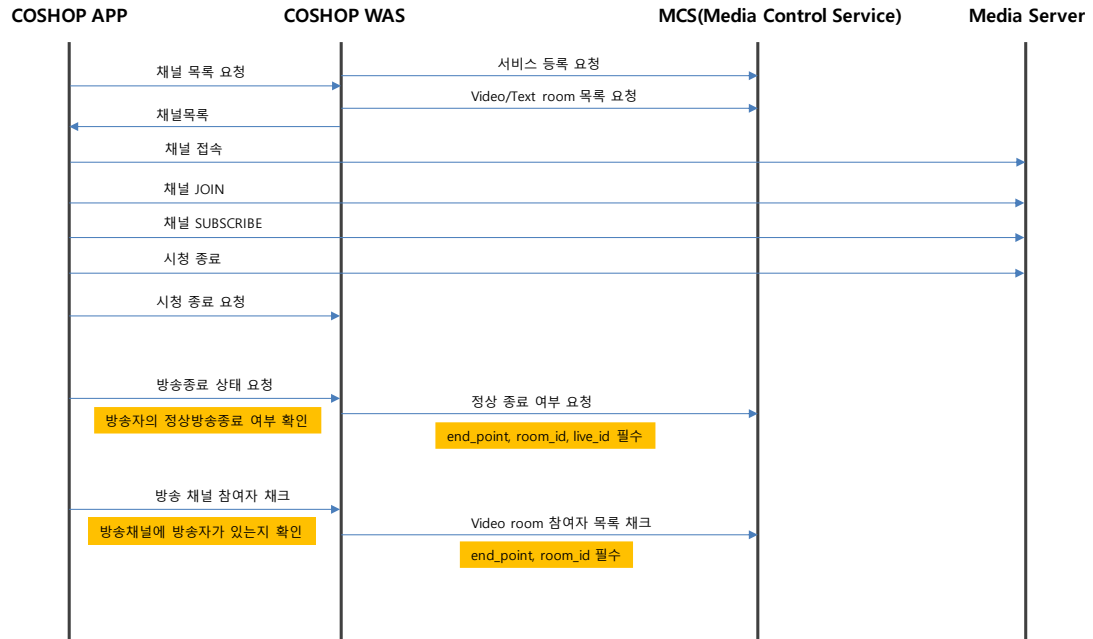 COSHOP APP
COSHOP WAS
MCS(Media Control Service)
Media Server
서비스 등록 요청
채널 목록 요청
Video/Text room 목록 요청
채널목록
채널 접속
채널 JOIN
채널 SUBSCRIBE
시청 종료
시청 종료 요청
방송종료 상태 요청
정상 종료 여부 요청
방송자의 정상방송종료 여부 확인
end_point, room_id, live_id 필수
방송 채널 참여자 채크
Video room 참여자 목록 채크
방송채널에 방송자가 있는지 확인
end_point, room_id 필수